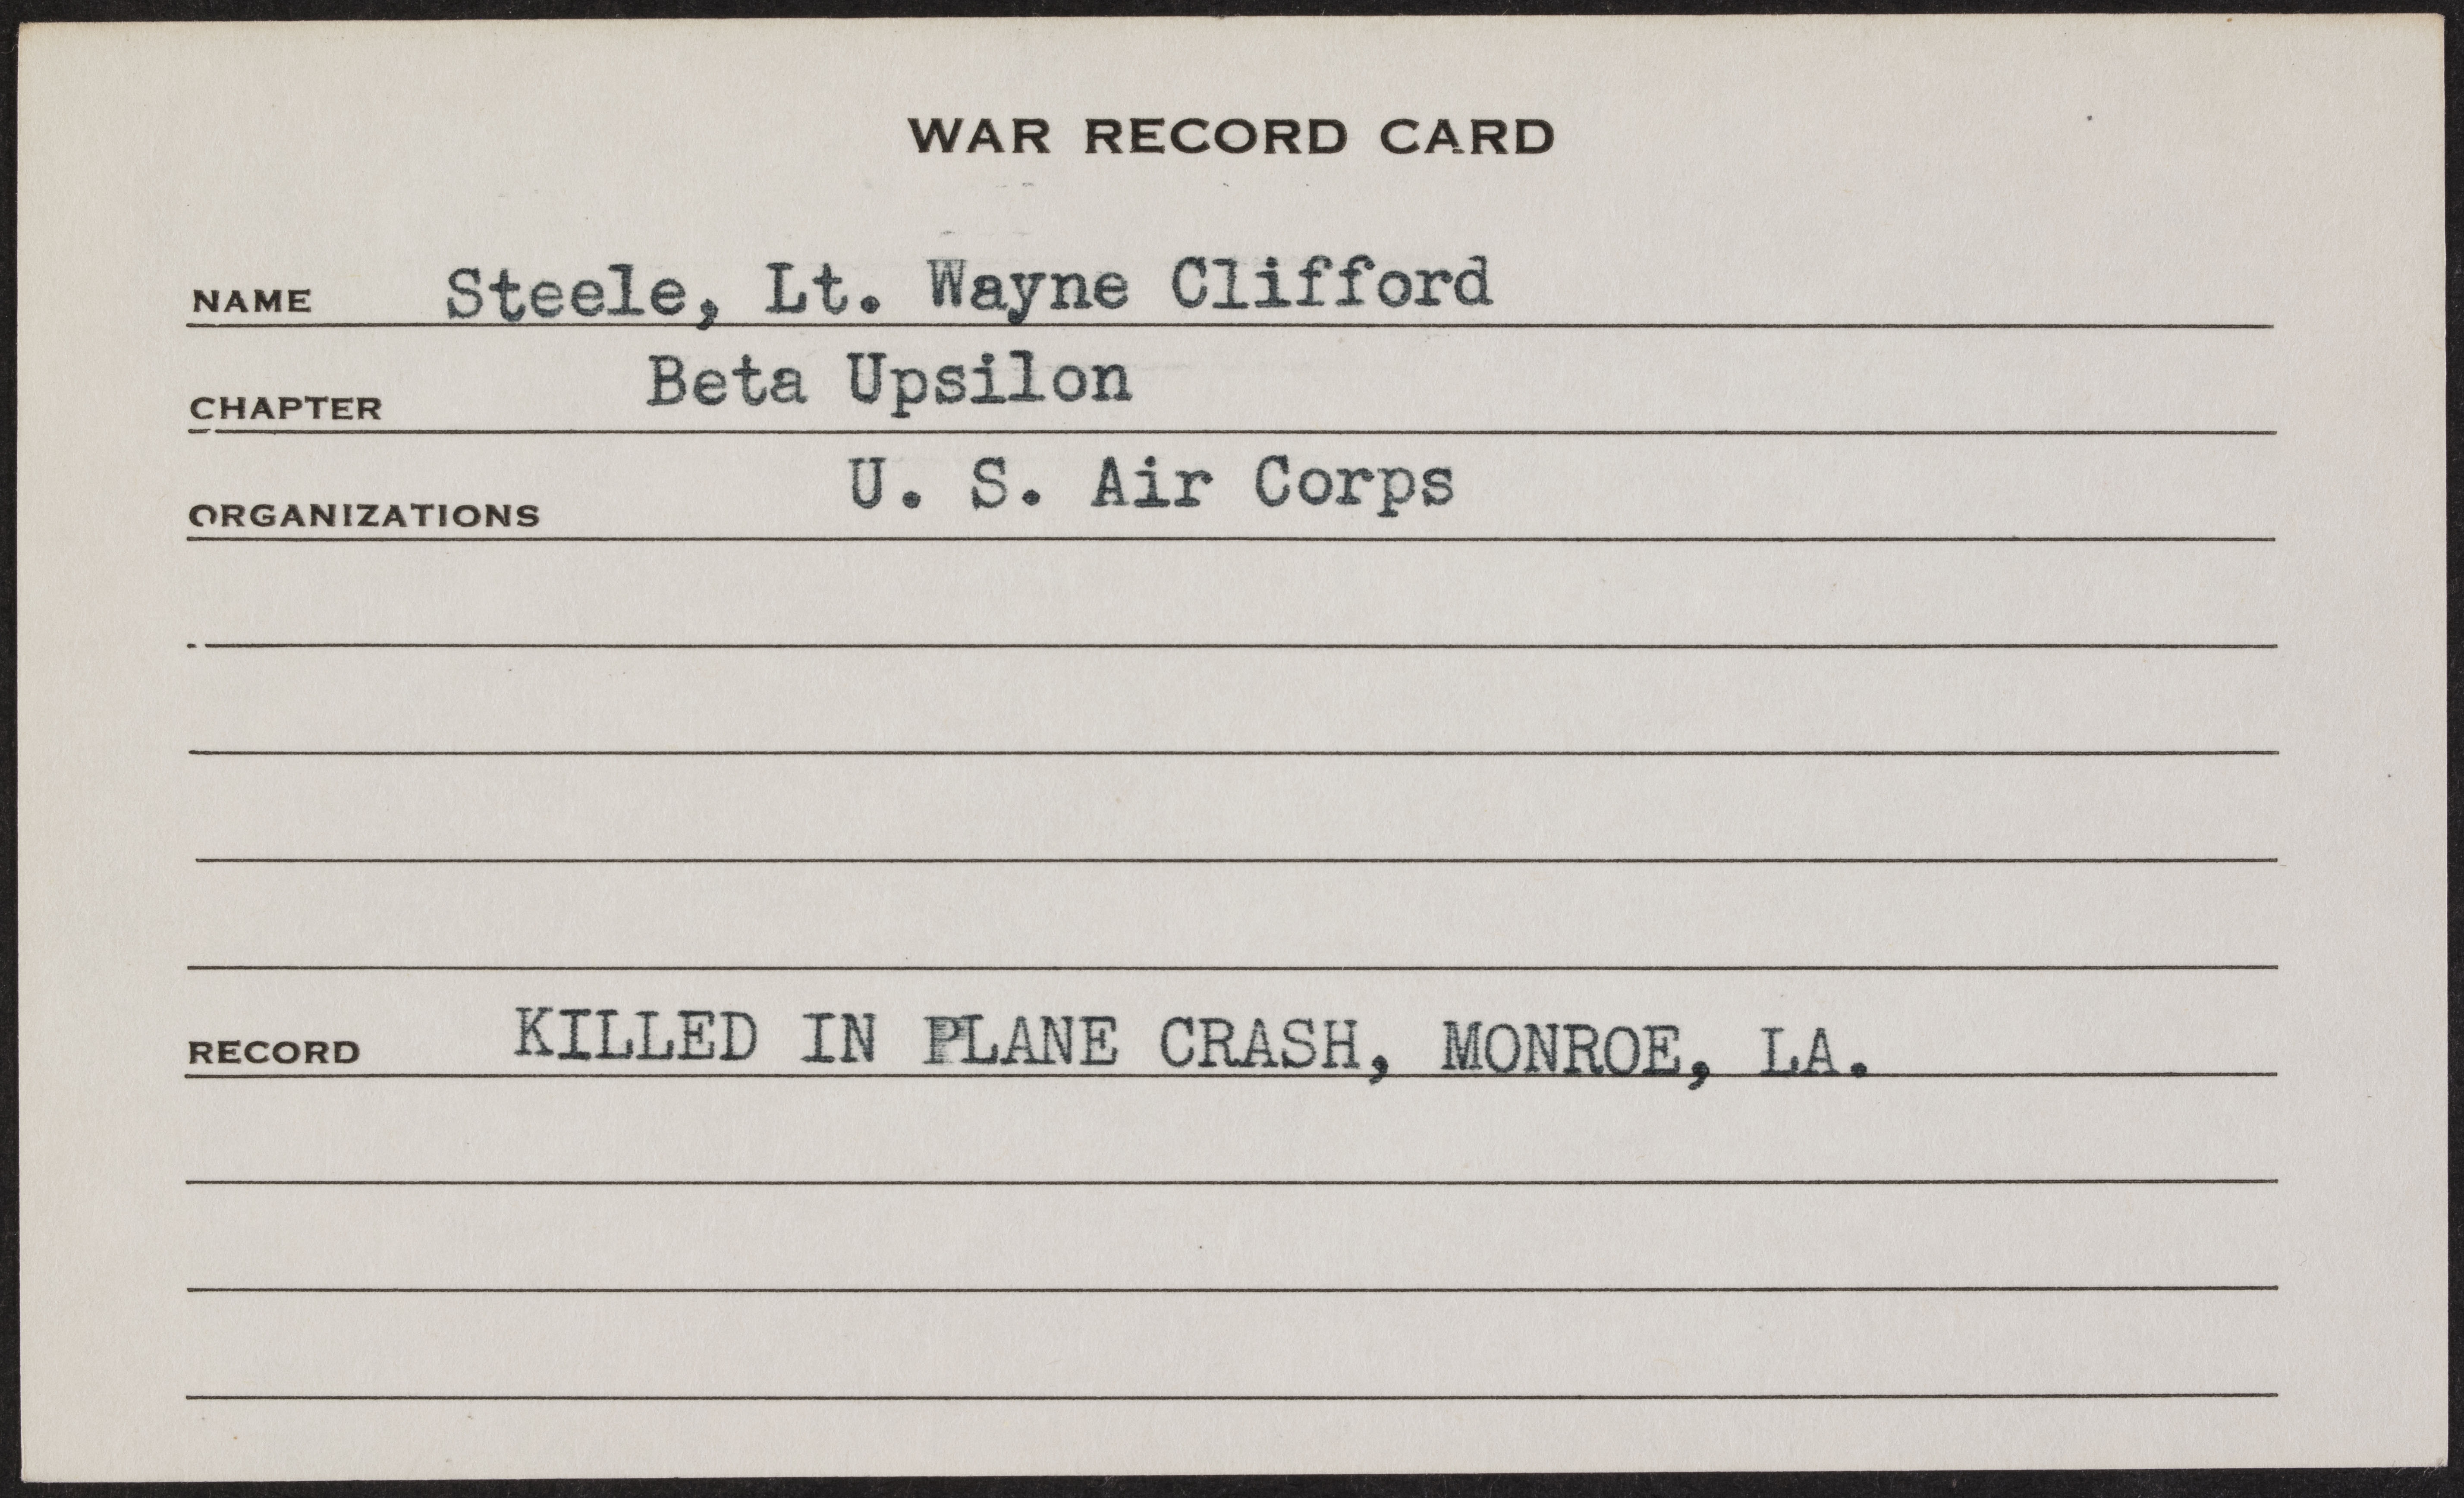 WAR RECORD CARD
NAME Steele, Lt. Wayne Clifford
CHAPTER Beta Upsilon
ORGANIZATIONS U. S. Air Corps
RECORD KILLED IN PLANE CRASH, MONROE, LA.